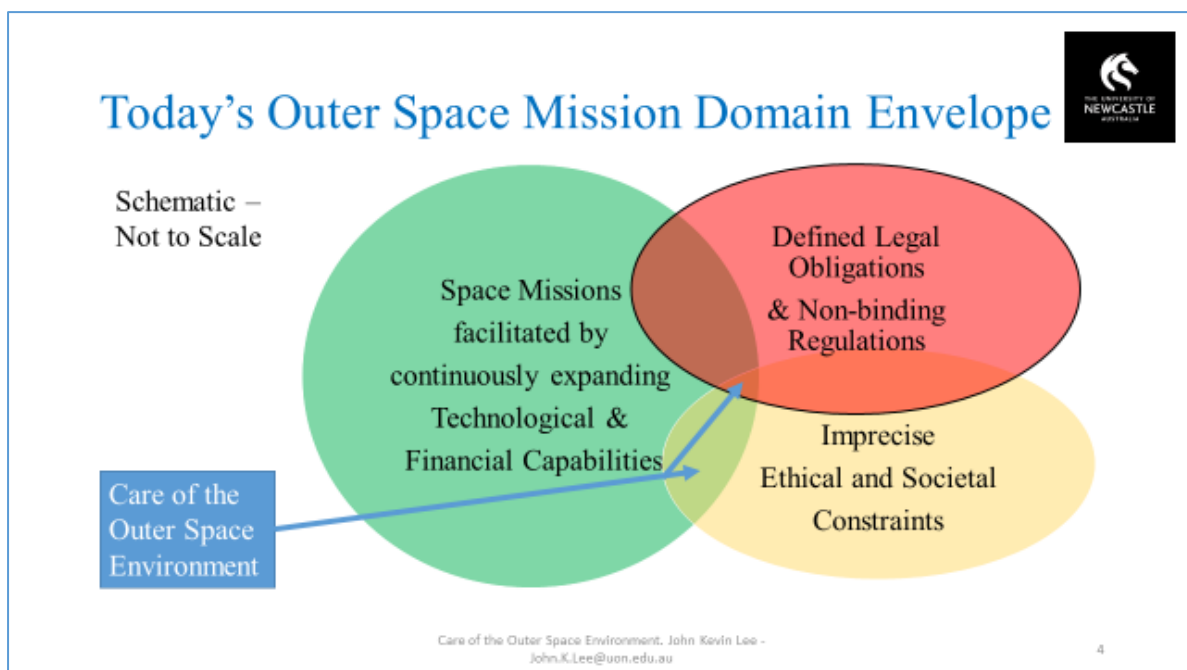 Today's Outer Space Mission Domain Envelope
THE UNIVERSITY OF
NEWCASTLE
AUSTRALIA
Schematic –
Not to Scale
Space Missions
facilitated by
continuously expanding
Technological &
Financial Capabilities
Defined Legal
Obligations
& Non-binding
Regulations
Imprecise
Ethical and Societal
Constraints
Care of the
Outer Space
Environment
Care of the Outer Space Environment. John Kevin Lee -
John.K.Lee@uon.edu.au
4